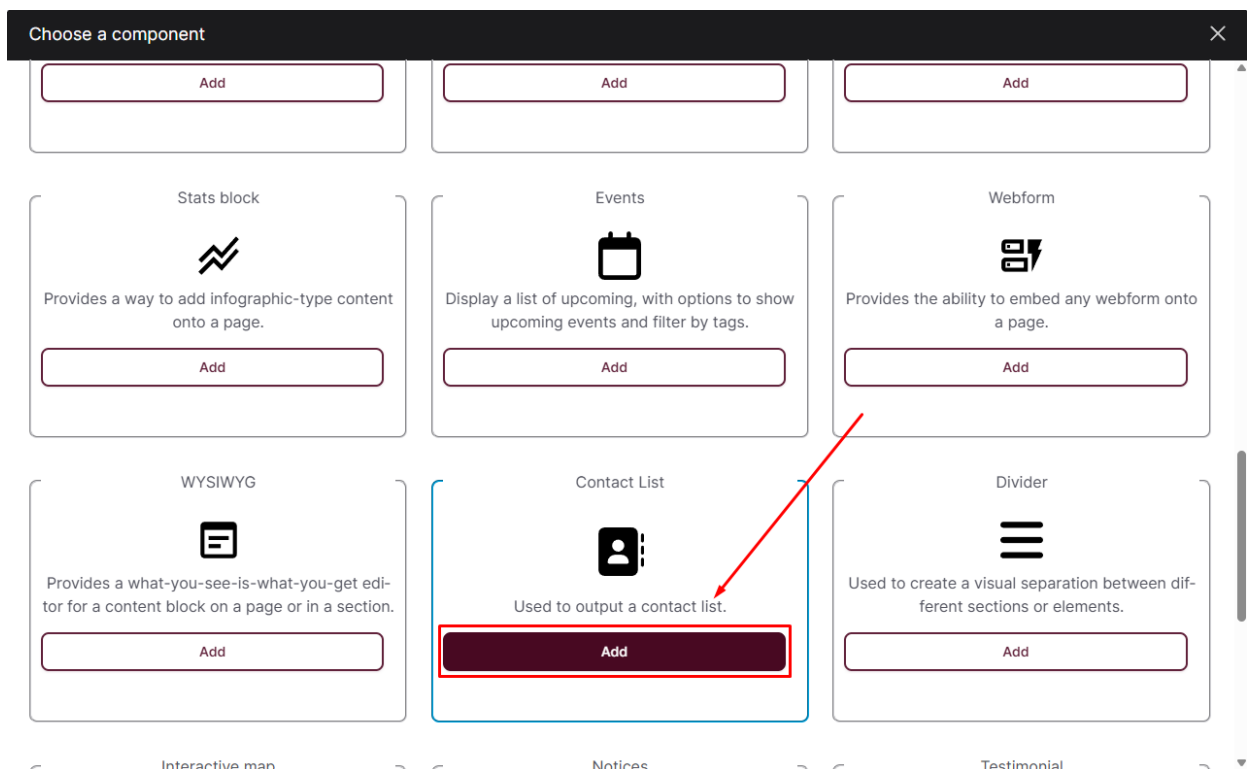 Choose a component
Add
Add
Add
Stats block
Events
Webform
Provides a way to add infographic-type content
onto a page.
Display a list of upcoming, with options to show
upcoming events and filter by tags.
Provides the ability to embed any webform onto
a page.
Add
Add
Add
WYSIWYG
Contact List
Divider
Provides a what-you-see-is-what-you-get edi-
tor for a content block on a page or in a section.
Used to output a contact list.
Used to create a visual separation between dif-
ferent sections or elements.
Add
Add
Add
Interactive map
Notices
Testimonial